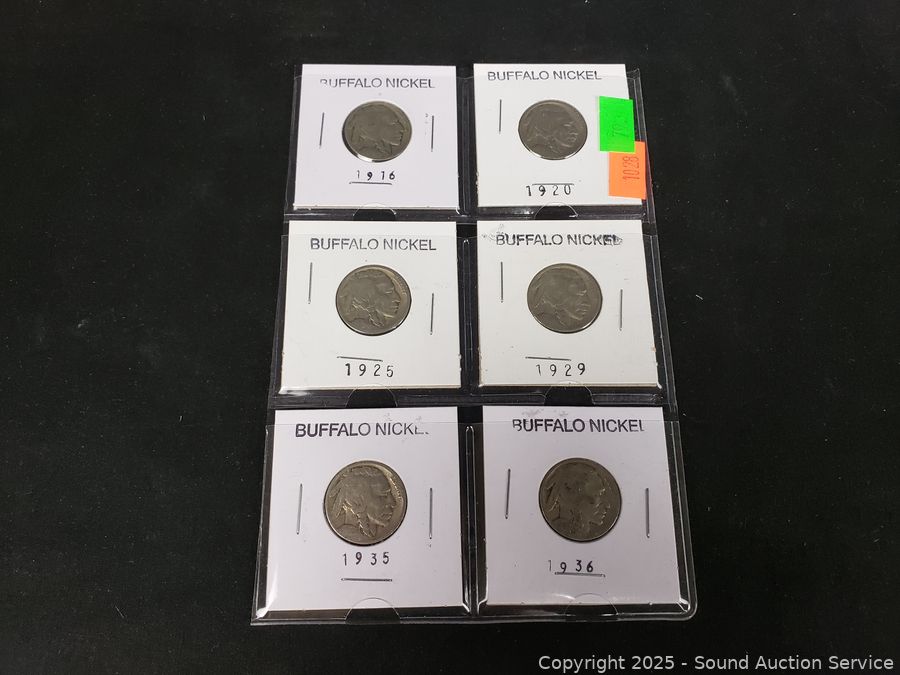 BUFFALO NICKEL
1916
BUFFALO NICKEL
1920
1028
BUFFALO NICKEL
1925
BUFFALO NICKEL
1929
BUFFALO NICKEL
1935
BUFFALO NICKEL
1936
Copyright 2025 - Sound Auction Service